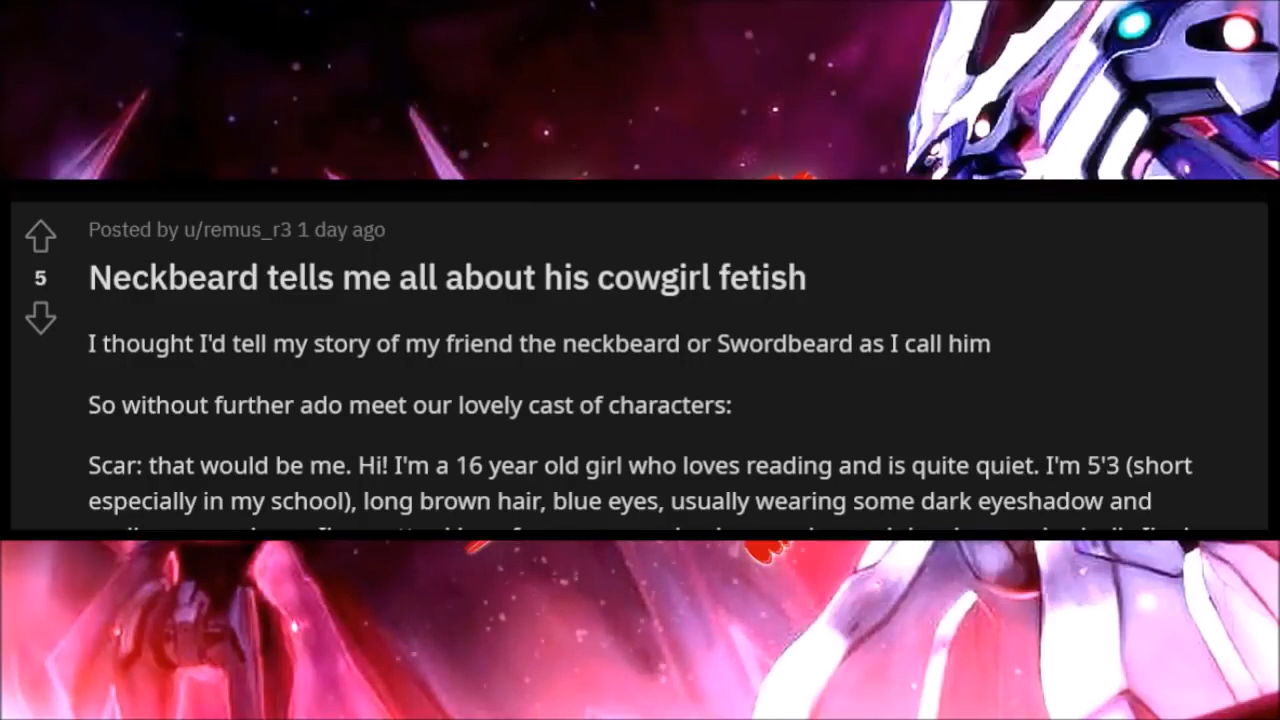 Posted by u/remus_r3 1 day ago
5
Neckbeard tells me all about his cowgirl fetish
I thought I'd tell my story of my friend the neckbeard or Swordbeard as I call him
So without further ado meet our lovely cast of characters:
Scar: that would be me. Hi! I'm a 16 year old girl who loves reading and is quite quiet. I'm 5'3 (short
especially in my school), long brown hair, blue eyes, usually wearing some dark eyeshadow and